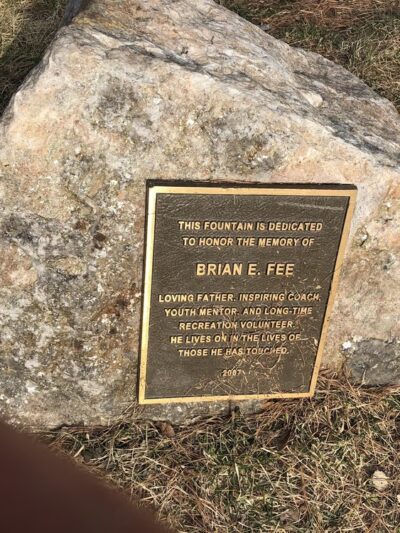 THIS FOUNTAIN IS DEDICATED
TO HONOR THE MEMORY OF
BRIAN E. FEE
LOVING FATHER, INSPIRING COACH,
YOUTH MENTOR, AND LONG-TIME
RECREATION VOLUNTEER.
HE LIVES ON IN THE LIVES OF
THOSE HE HAS TOUCHED.
2007